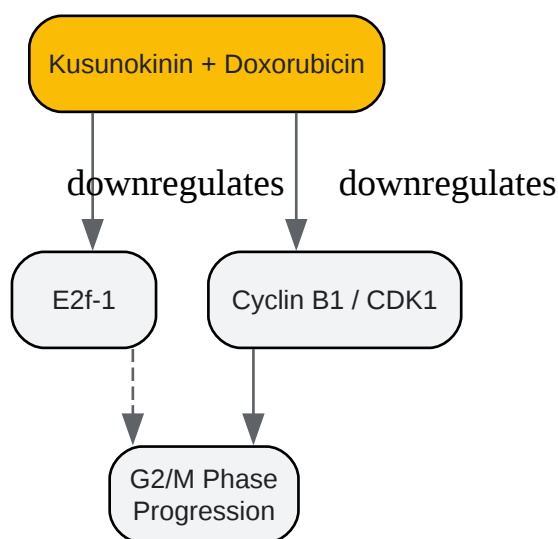 Kusunokinin + Doxorubicin
downregulates
downregulates
E2f-1
Cyclin B1 / CDK1
G2/M Phase
Progression